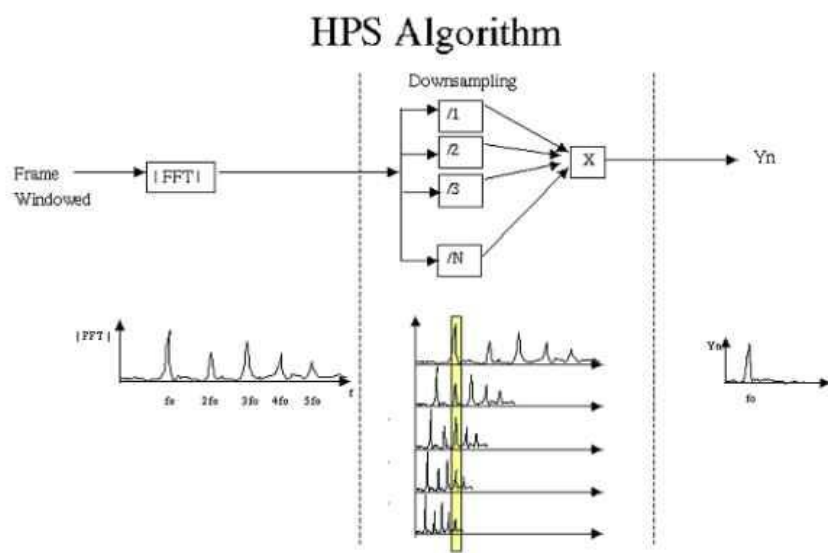 HPS Algorithm
Downsampling
/1
/2
/3
/N
X
Yn
Frame
Windowed
|FFT|
|FFT|
fo 2fo 3fo 4fo 5fo
f
Yn
fo